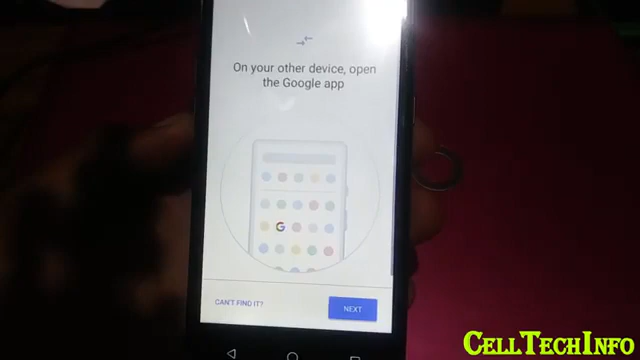 On your other device, open
the Google app
G
CAN'T FIND IT?
NEXT
CellTechInfo